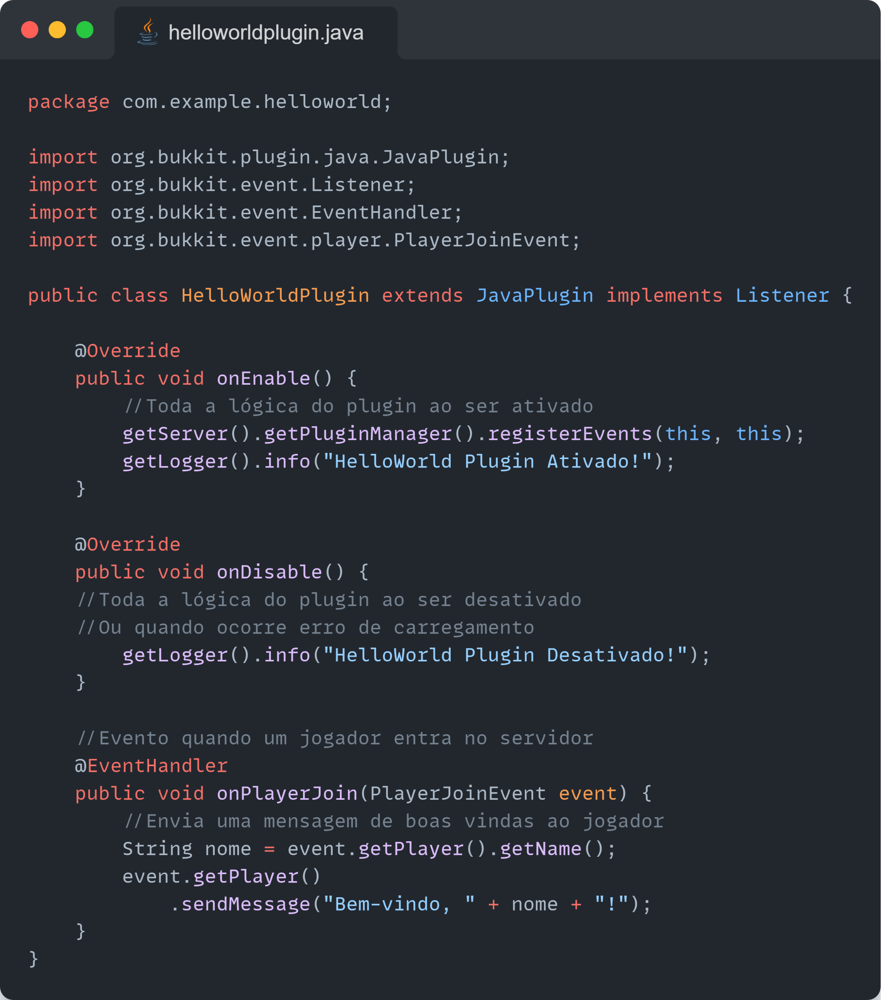 helloworldplugin.java
package com.example.helloworld;
import org.bukkit.plugin.java.JavaPlugin;
import org.bukkit.event.Listener;
import org.bukkit.event.EventHandler;
import org.bukkit.event.player.PlayerJoinEvent;
public class HelloWorldPlugin extends JavaPlugin implements Listener {
    @Override
    public void onEnable() {
        //Toda a lógica do plugin ao ser ativado
        getServer().getPluginManager().registerEvents(this, this);
        getLogger().info("HelloWorld Plugin Ativado!");
    }
    @Override
    public void onDisable() {
    //Toda a lógica do plugin ao ser desativado
    //Ou quando ocorre erro de carregamento
        getLogger().info("HelloWorld Plugin Desativado!");
    }
    //Evento quando um jogador entra no servidor
    @EventHandler
    public void onPlayerJoin(PlayerJoinEvent event) {
        //Envia uma mensagem de boas vindas ao jogador
        String nome = event.getPlayer().getName();
        event.getPlayer()
            .sendMessage("Bem-vindo, " + nome + "!");
    }
}